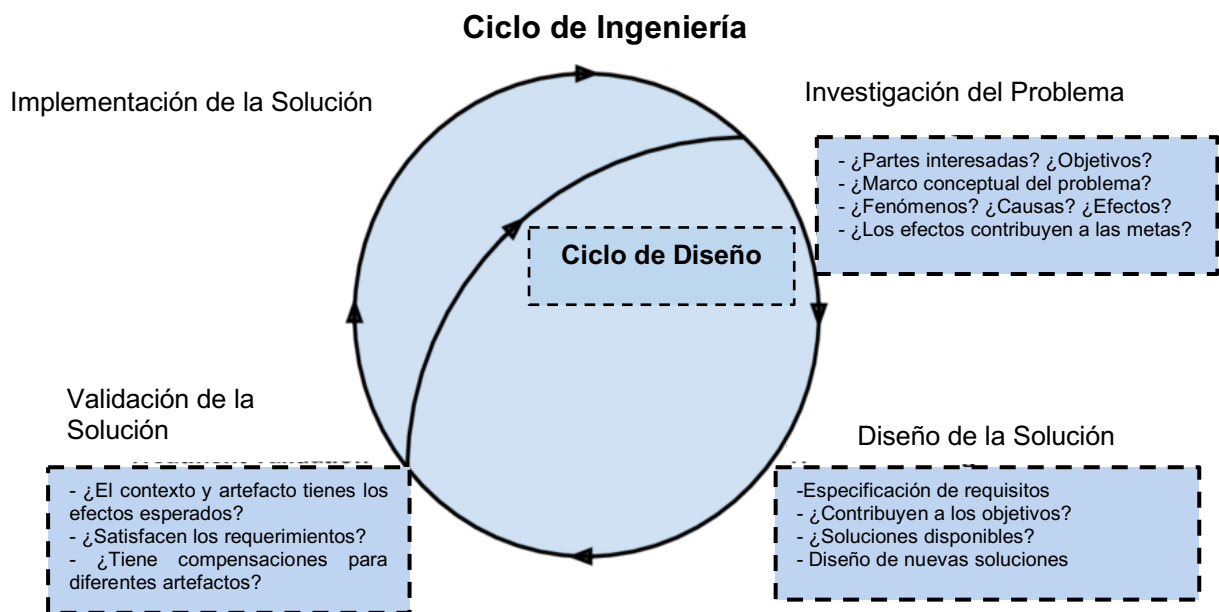 Ciclo de Ingeniería
Implementación de la Solución
Investigación del Problema
- ¿Partes interesadas? ¿Objetivos?
- ¿Marco conceptual del problema?
- ¿Fenómenos? ¿Causas? ¿Efectos?
- ¿Los efectos contribuyen a las metas?
Ciclo de Diseño
Validación de la
Solución
- ¿El contexto y artefacto tienes los
efectos esperados?
- ¿Satisfacen los requerimientos?
- ¿Tiene compensaciones para
diferentes artefactos?
Diseño de la Solución
-Especificación de requisitos
- ¿Contribuyen a los objetivos?
- ¿Soluciones disponibles?
- Diseño de nuevas soluciones